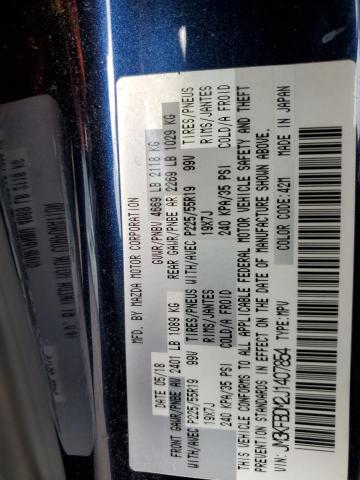 MFD. BY MAZDA MOTOR CORPORATION
DATE 05/18 GVWR/PNBV 4669 LB 2118 KG
FRONT GAWR/PNBE AV 2401 LB 1089 KG REAR GAWR/PNBE AR 2269 LB 1029 KG
WITH/AVEC P225/55R19 99V TIRES/PNEUS WITH/AVEC P225/55R19 99V TIRES/PNEUS
19X7J RIMS/JANTES 19X7J RIMS/JANTES
240 KPA/35 PSI COLD/A FROID 240 KPA/35 PSI COLD/A FROID
THIS VEHICLE CONFORMS TO ALL APPLICABLE FEDERAL MOTOR VEHICLE SAFETY AND THEFT
PREVENTION STANDARDS IN EFFECT ON THE DATE OF MANUFACTURE SHOWN ABOVE.
JM3KFBDM2J1407854 TYPE:MPV COLOR CODE:42M MADE IN JAPAN